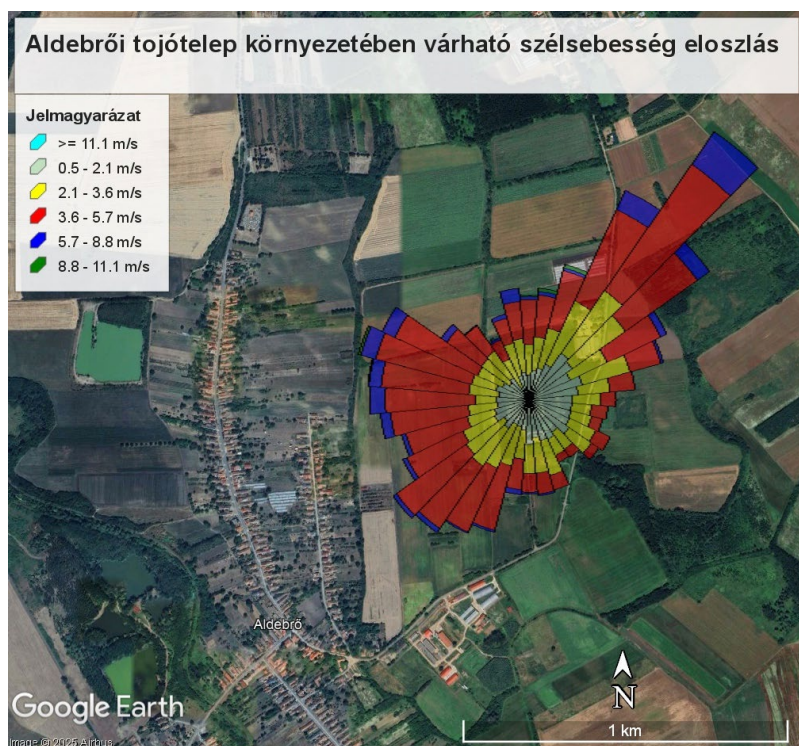 Aldebrői tojótelep környezetében várható szélsebesség eloszlás
Jelmagyarázat
>= 11.1 m/s
0.5 - 2.1 m/s
2.1 - 3.6 m/s
3.6 - 5.7 m/s
5.7 - 8.8 m/s
8.8 - 11.1 m/s
Aldebrő
N
Google Earth
1 km
Image © 2025 Airbus